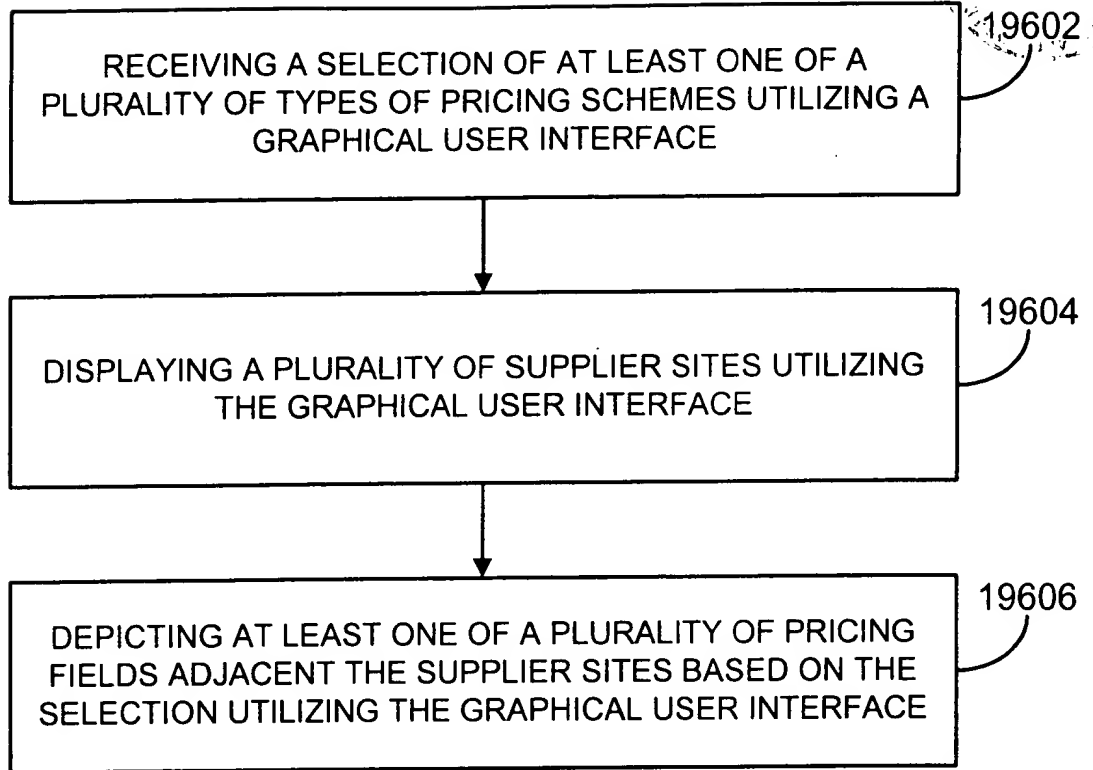 RECEIVING A SELECTION OF AT LEAST ONE OF A
PLURALITY OF TYPES OF PRICING SCHEMES UTILIZING A
GRAPHICAL USER INTERFACE
19602
DISPLAYING A PLURALITY OF SUPPLIER SITES UTILIZING
THE GRAPHICAL USER INTERFACE
19604
DEPICTING AT LEAST ONE OF A PLURALITY OF PRICING
FIELDS ADJACENT THE SUPPLIER SITES BASED ON THE
SELECTION UTILIZING THE GRAPHICAL USER INTERFACE
19606